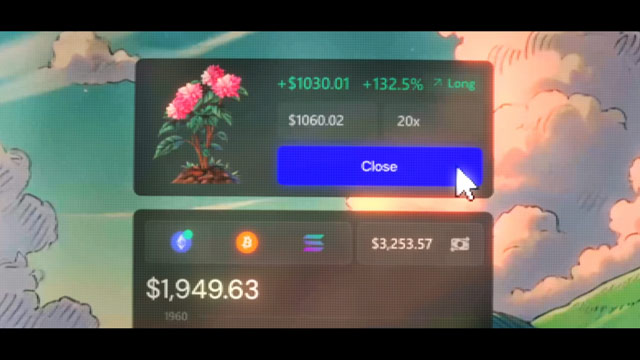 +$1030.01 +132.5% Long
$1060.02 20x
Close
$3,253.57
$1,949.63
1960